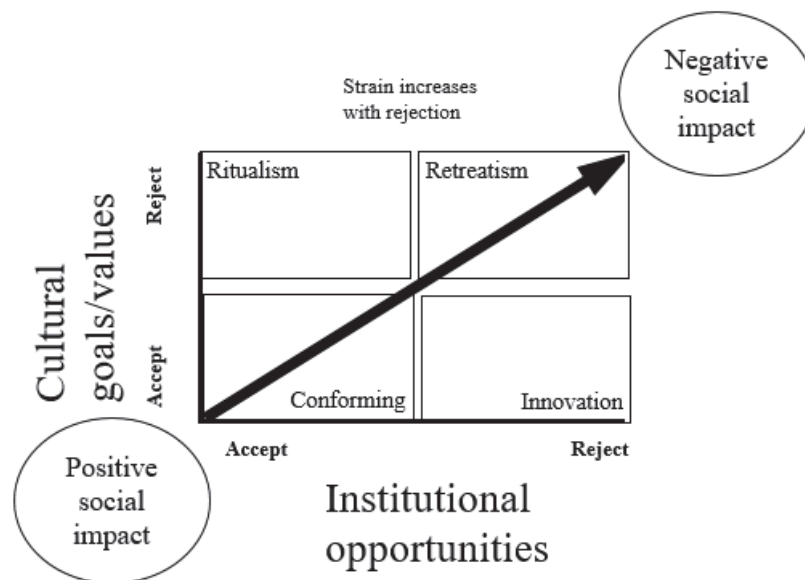 Negative
social
impact
Strain increases
with rejection
Ritualism
Retreatism
Reject
Cultural
goals/values
Accept
Conforming
Innovation
Accept
Reject
Positive
social
impact
Institutional
opportunities